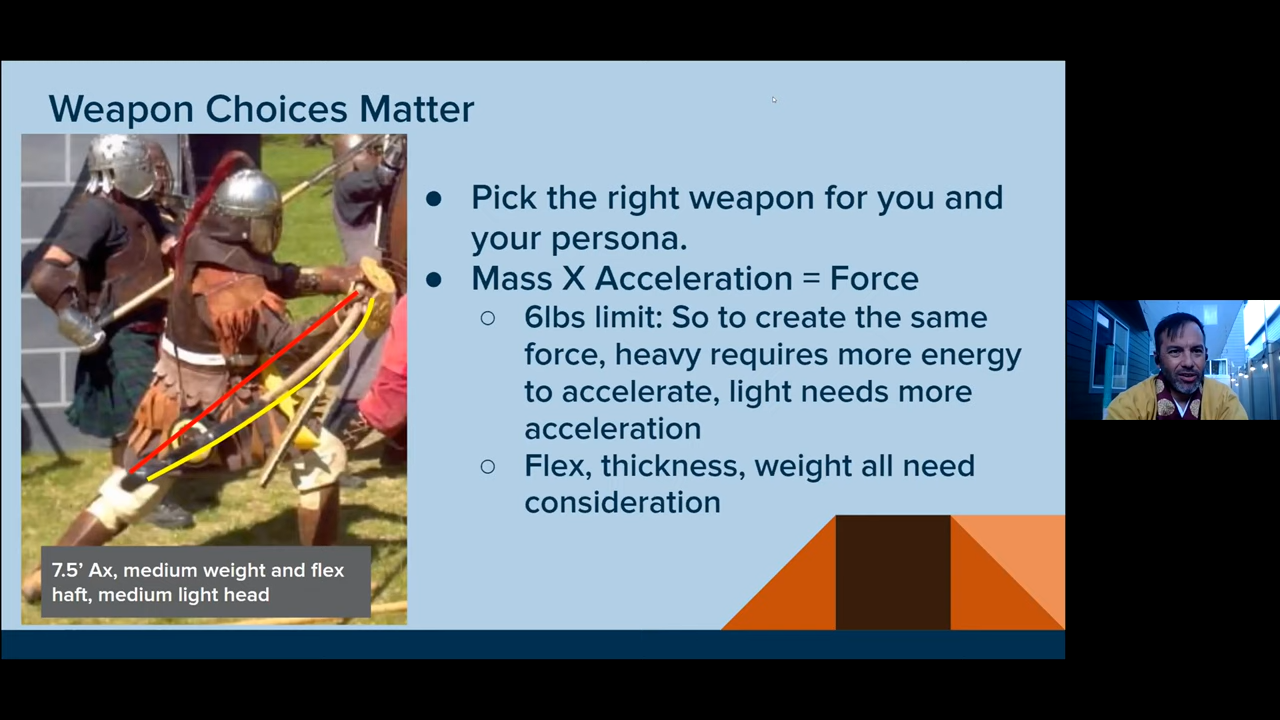 Weapon Choices Matter
● Pick the right weapon for you and
your persona.
● Mass X Acceleration = Force
○ 6lbs limit: So to create the same
force, heavy requires more energy
to accelerate, light needs more
acceleration
○ Flex, thickness, weight all need
consideration
7.5’ Ax, medium weight and flex
haft, medium light head